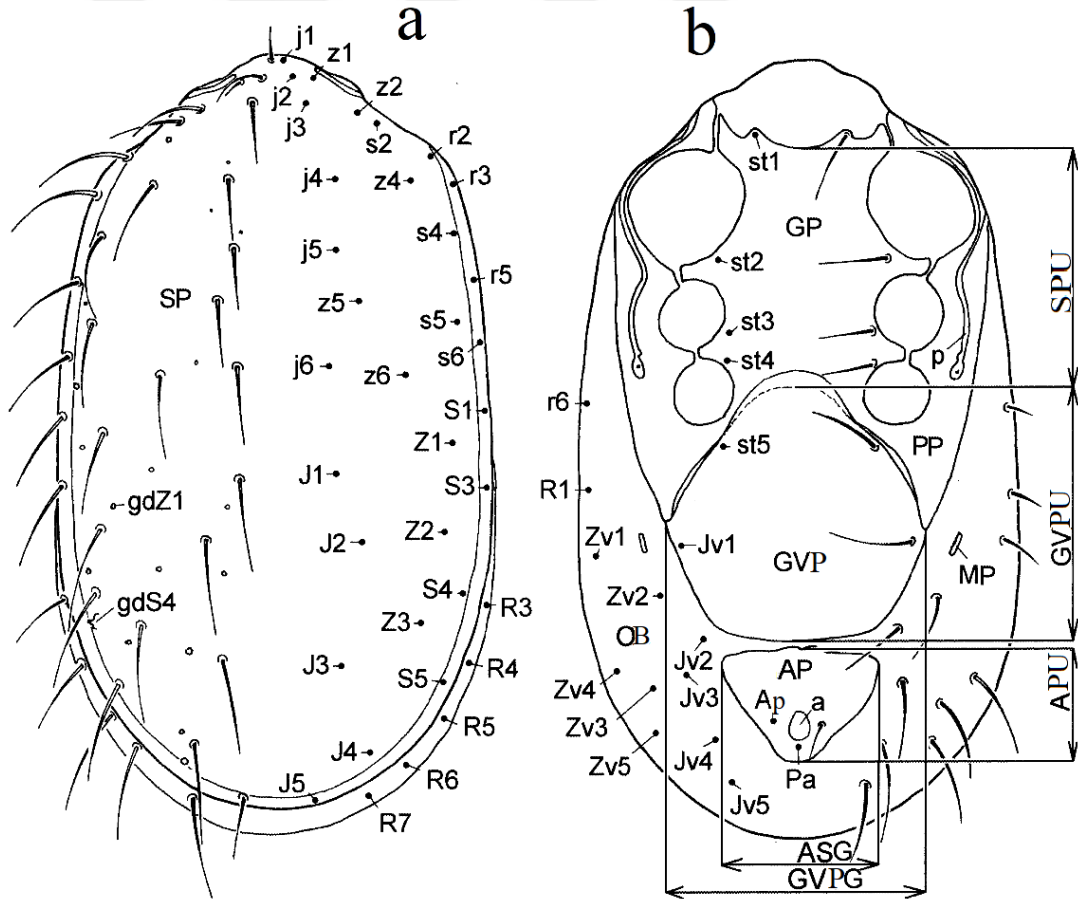 a
b
j1
z1
j2
z2
j3
s2
r2
st1
j4
z4
r3
GP
s4
j5
st2
SPU
r5
SP
z5
s5
st3
s6
p
j6
z6
st4
r6
S1
PP
Z1
st5
J1
S3
R1
gdZ1
GVPU
Z2
J2
Zv1
Jv1
GVP
MP
S4
Zv2
gdS4
R3
Z3
OB
Jv2
AP
J3
R4
S5
Zv4
Jv3
APU
Ap
a
R5
Zv3
J4
Zv5
Jv4
R6
Pa
J5
Jv5
R7
ASG
GVPG